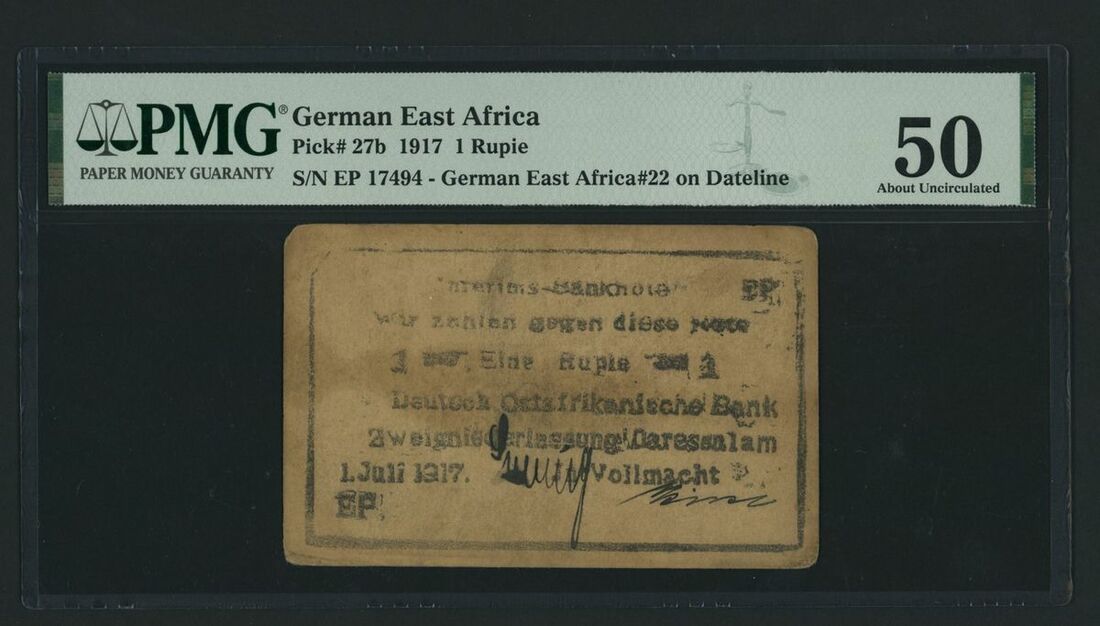 PMG®
PAPER MONEY GUARANTY
German East Africa
Pick# 27b 1917 1 Rupie
S/N EP 17494 - German East Africa#22 on Dateline
50
About Uncirculated
Banknote EP
Wir zahlen gegen diese Note
1 Eine Rupie 1
Deutsch Ostafrikanische Bank
Zweigniederlassung Daressalam
1.Juli 1917. Vollmacht
EP